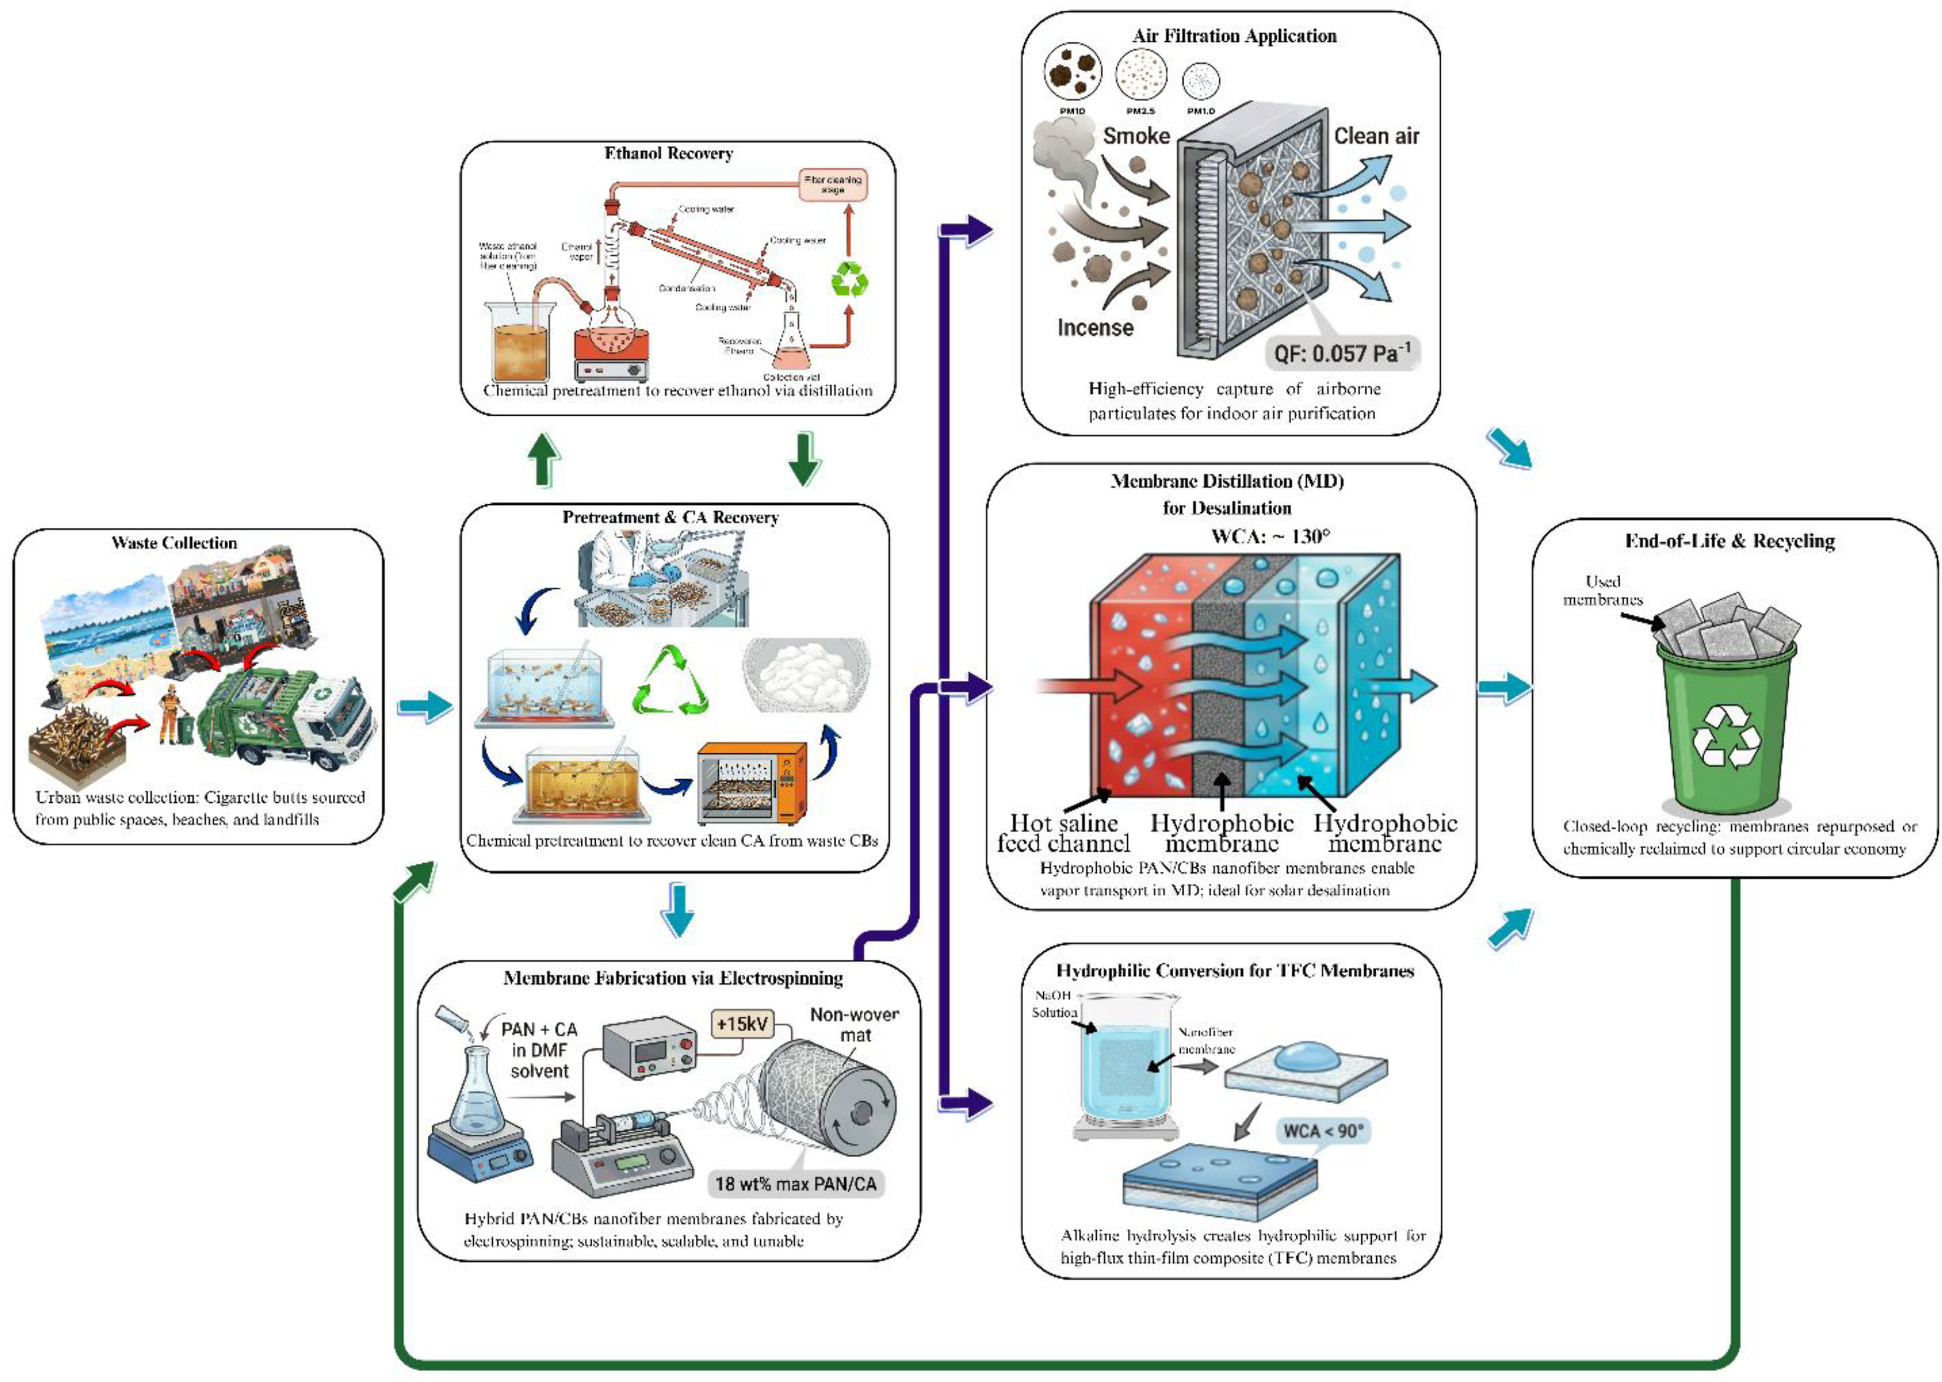 Waste Collection
Urban waste collection: Cigarette butts sourced
from public spaces, beaches, and landfills
Ethanol Recovery
Filter cleaning
stage
Cooling water
Cooling water
Waste ethanol
solution (from
filter cleaning)
Ethanol
vapor
Condensation
Cooling water
Recovered
Ethanol
Collection vial
Chemical pretreatment to recover ethanol via distillation
Pretreatment & CA Recovery
Chemical pretreatment to recover clean CA from waste CBs
Membrane Fabrication via Electrospinning
PAN + CA
in DMF
solvent
+15kV
Non-woven
mat
18 wt% max PAN/CA
Hybrid PAN/CBs nanofiber membranes fabricated by
electrospinning; sustainable, scalable, and tunable
Air Filtration Application
PM10
PM2.5
PM1.0
Smoke
Clean air
Incense
QF: 0.057 Pa⁻¹
High-efficiency capture of airborne
particulates for indoor air purification
Membrane Distillation (MD)
for Desalination
WCA: ~ 130°
Hot saline
feed channel
Hydrophobic
membrane
Hydrophobic
membrane
Hydrophobic PAN/CBs nanofiber membranes enable
vapor transport in MD; ideal for solar desalination
Hydrophilic Conversion for TFC Membranes
NaOH
Solution
Nanofiber
membrane
WCA < 90°
Alkaline hydrolysis creates hydrophilic support for
high-flux thin-film composite (TFC) membranes
End-of-Life & Recycling
Used
membranes
Closed-loop recycling: membranes repurposed or
chemically reclaimed to support circular economy